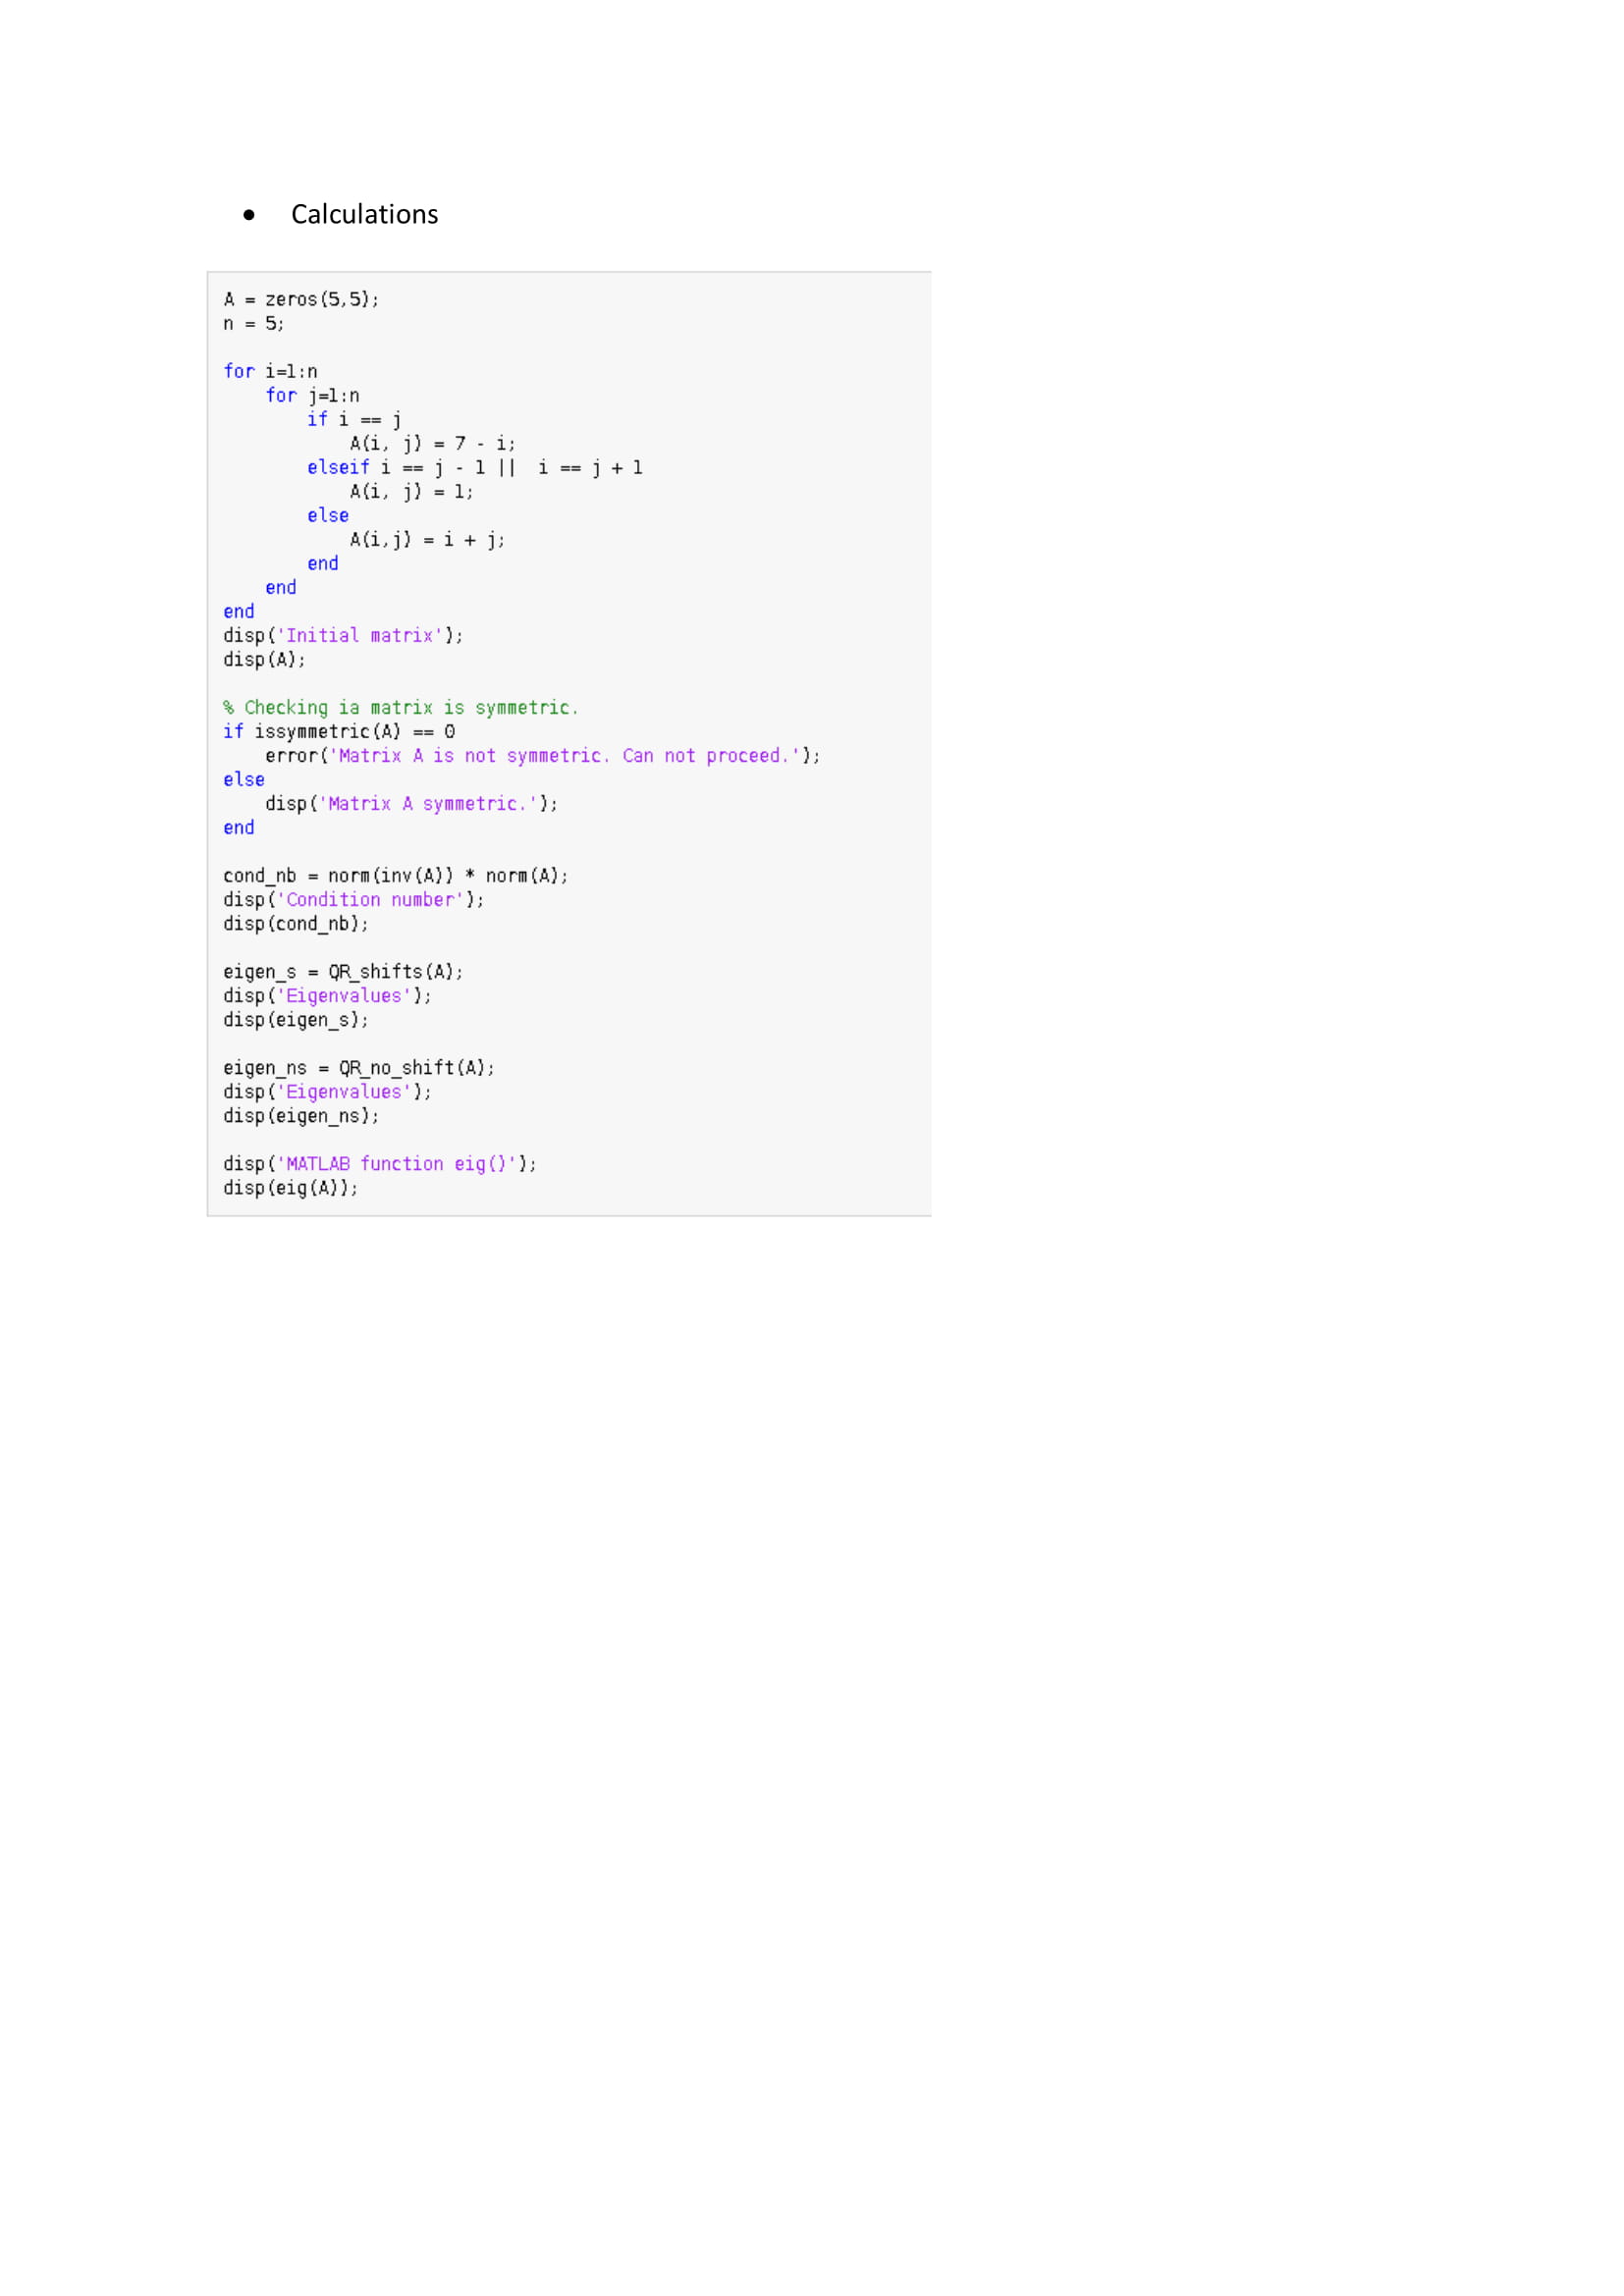 • Calculations
A = zeros(5,5);
n = 5;
for i=1:n
    for j=1:n
        if i == j
            A(i, j) = 7 - i;
        elseif i == j - 1 ||  i == j + 1
            A(i, j) = 1;
        else
            A(i,j) = i + j;
        end
    end
end
disp('Initial matrix');
disp(A);
% Checking ia matrix is symmetric.
if issymmetric(A) == 0
    error('Matrix A is not symmetric. Can not proceed.');
else
    disp('Matrix A symmetric.');
end
cond_nb = norm(inv(A)) * norm(A);
disp('Condition number');
disp(cond_nb);
eigen_s = QR_shifts(A);
disp('Eigenvalues');
disp(eigen_s);
eigen_ns = QR_no_shift(A);
disp('Eigenvalues');
disp(eigen_ns);
disp('MATLAB function eig()');
disp(eig(A));